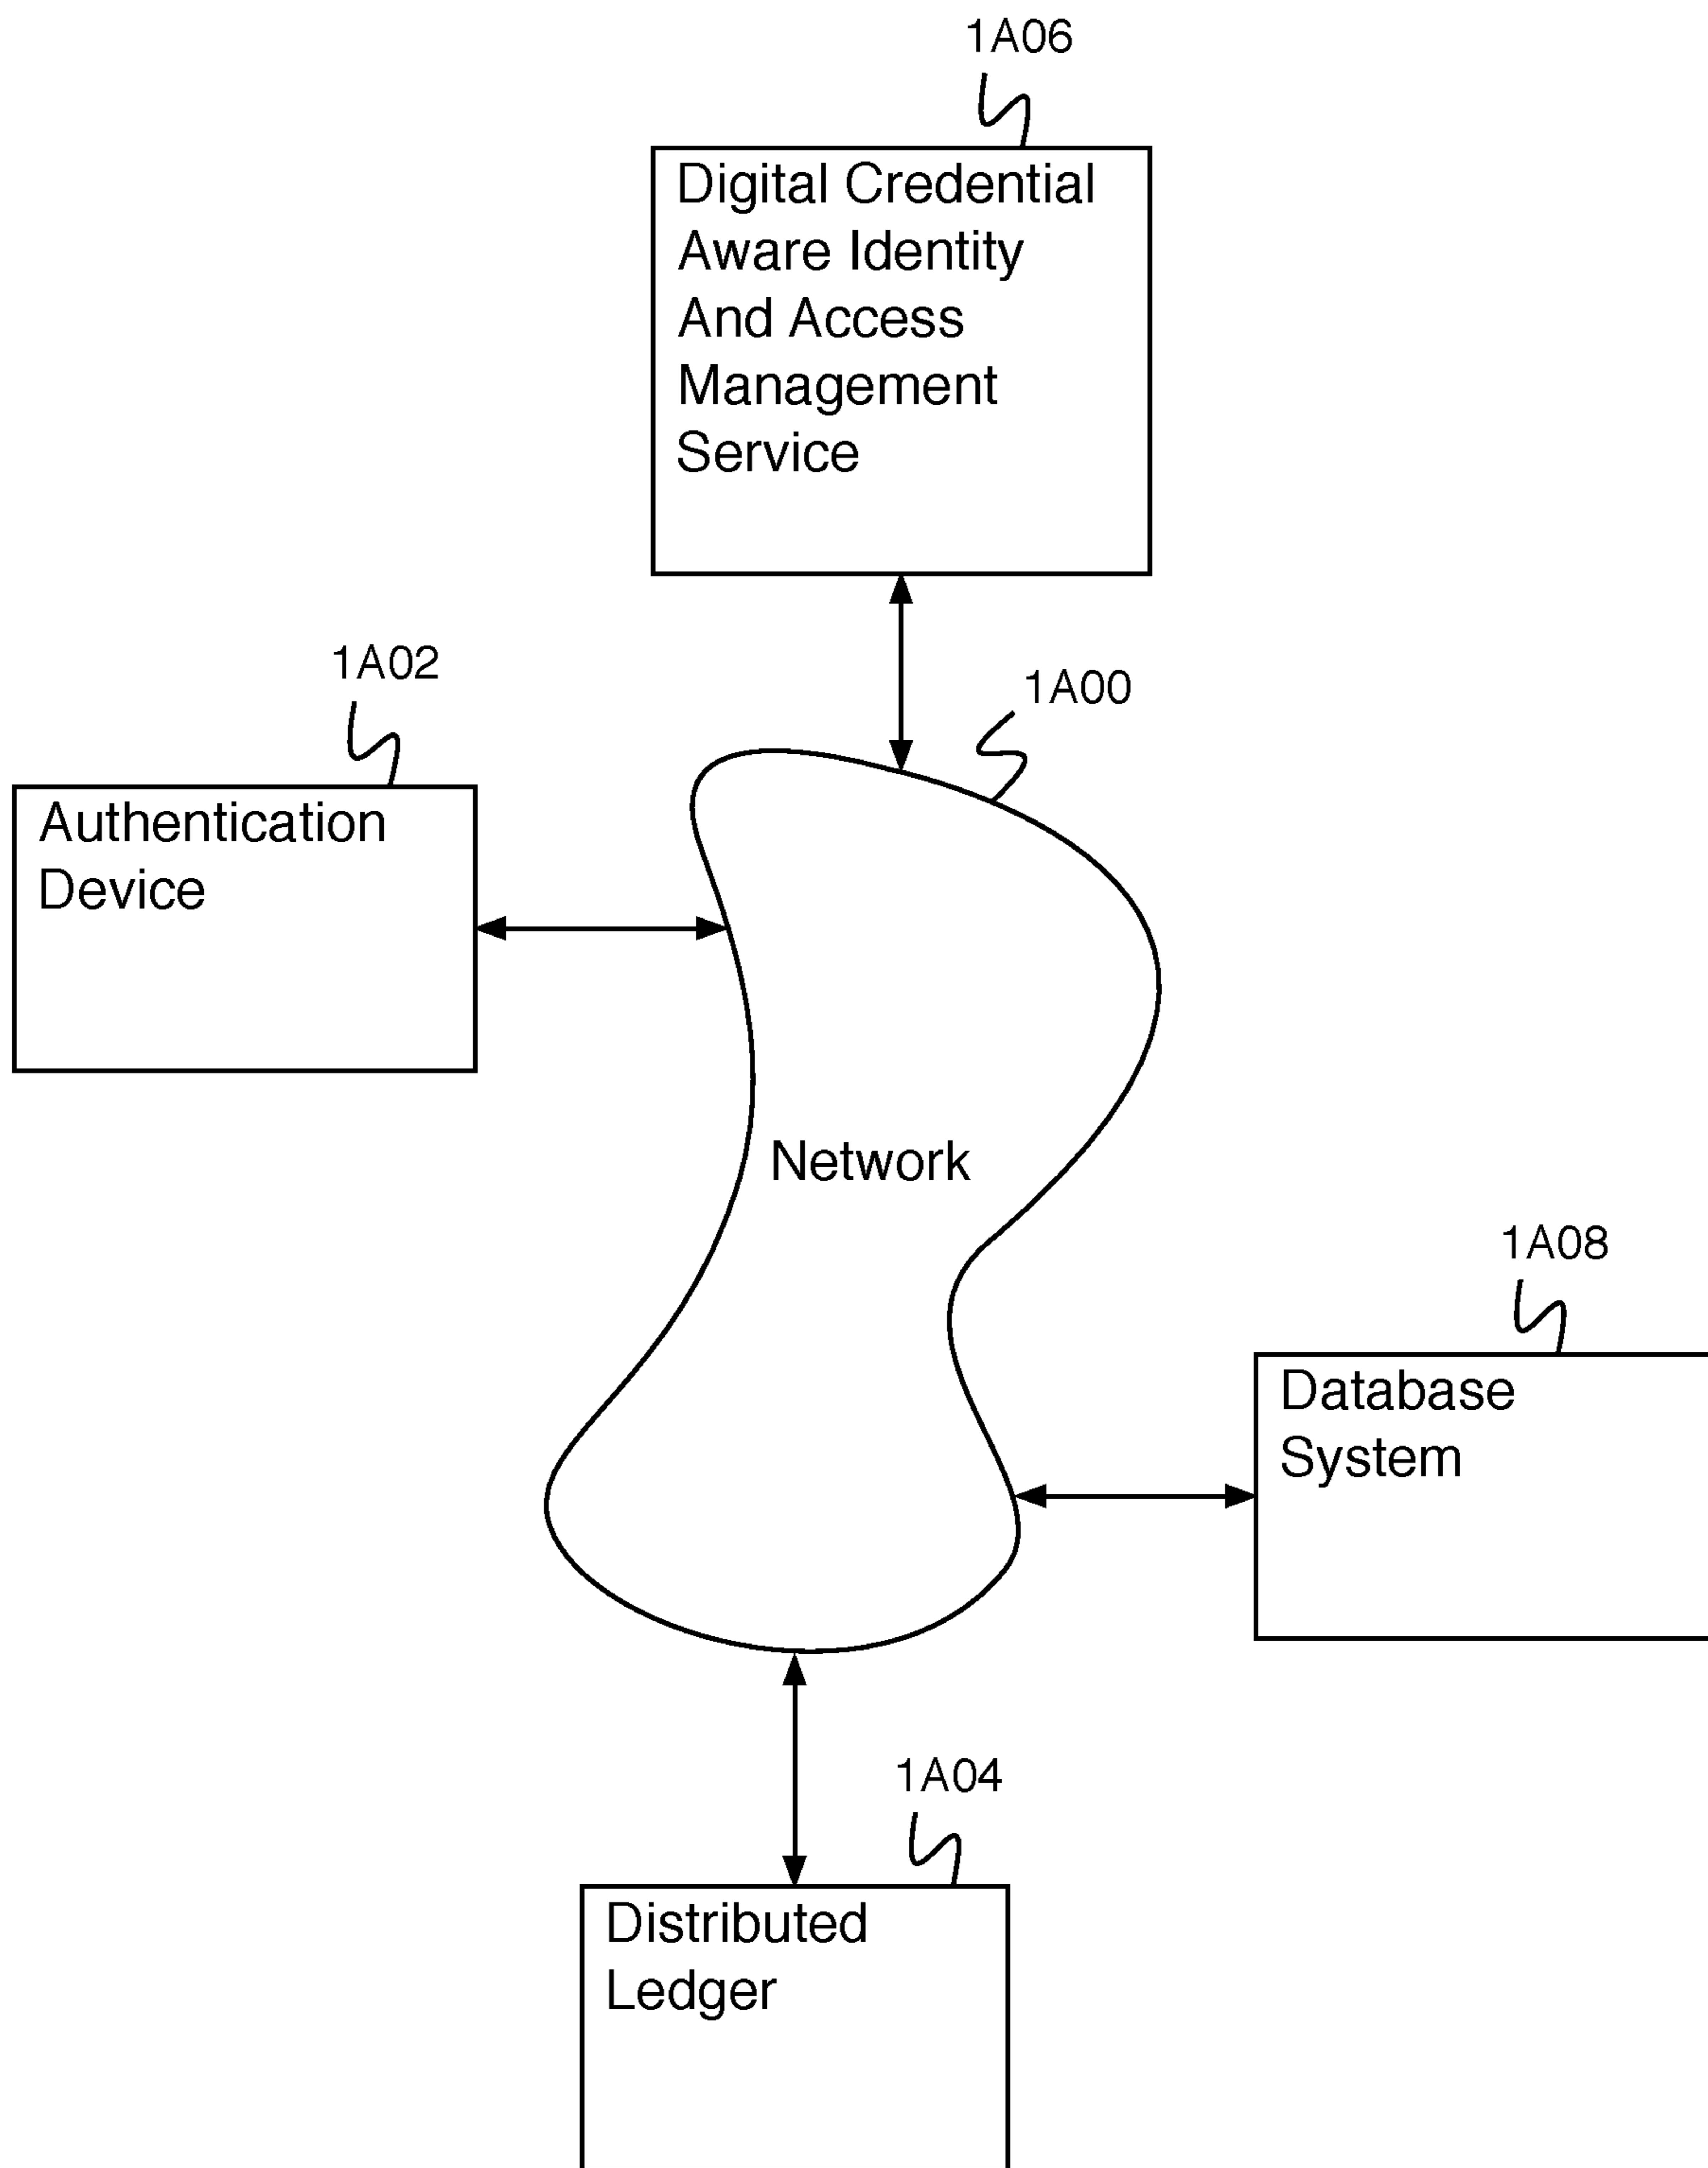 1A06
Digital Credential
Aware Identity
And Access
Management
Service
1A02
1A00
Authentication
Device
Network
1A08
Database
System
1A04
Distributed
Ledger